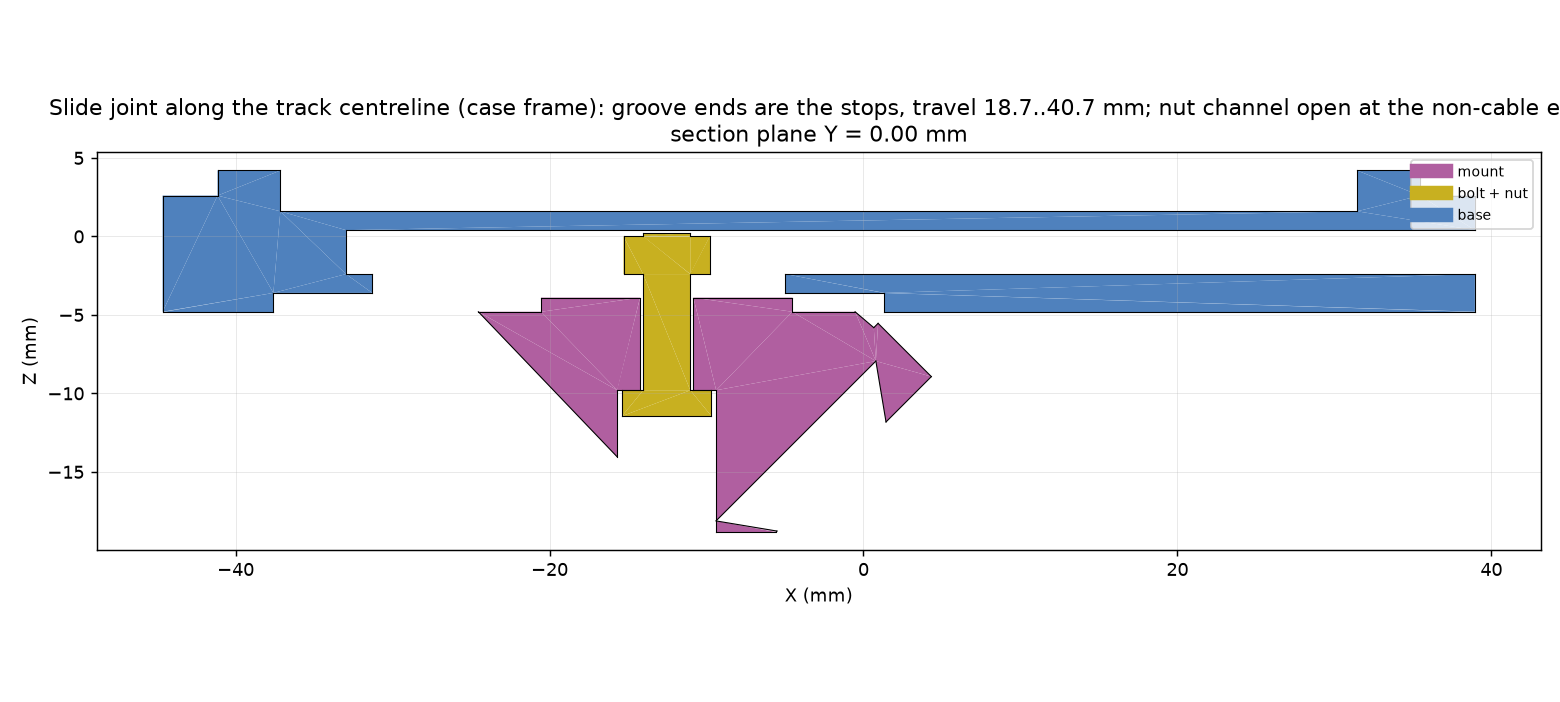 Slide joint along the track centreline (case frame): groove ends are the stops, travel 18.7..40.7 mm; nut channel open at the non-cable e
section plane Y = 0.00 mm
mount
bolt + nut
base
5
0
−5
−10
−15
Z (mm)
−40
−20
0
20
40
X (mm)